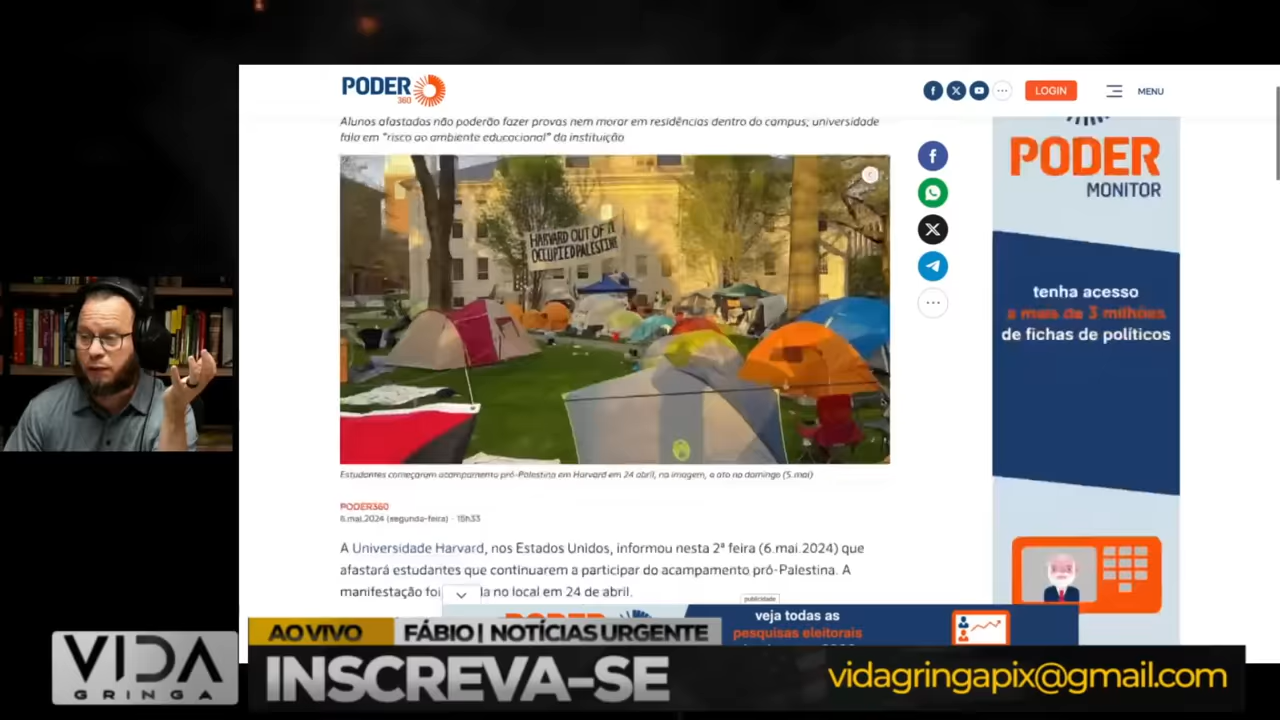 PODER
360
LOGIN
MENU
Alunos afastados não poderão fazer provas nem morar em residências dentro do campus; universidade
fala em "risco ao ambiente educacional" da instituição
HARVARD OUT OF
OCCUPIED PALESTINE
Estudantes começaram acampamento pró-Palestina em Harvard em 24 abril, na imagem, o ato no domingo (5.mai)
PODER360
6.mai.2024 (segunda-feira) - 15h33
A Universidade Harvard, nos Estados Unidos, informou nesta 2ª feira (6.mai.2024) que
afastará estudantes que continuarem a participar do acampamento pró-Palestina. A
manifestação foi da no local em 24 de abril.
PODER
MONITOR
tenha acesso
a mais de 3 milhões
de fichas de políticos
publicidade
veja todas as
pesquisas eleitorais
AO VIVO
FÁBIO | NOTÍCIAS URGENTE
VIDA
GRINGA
INSCREVA-SE
vidagringapix@gmail.com